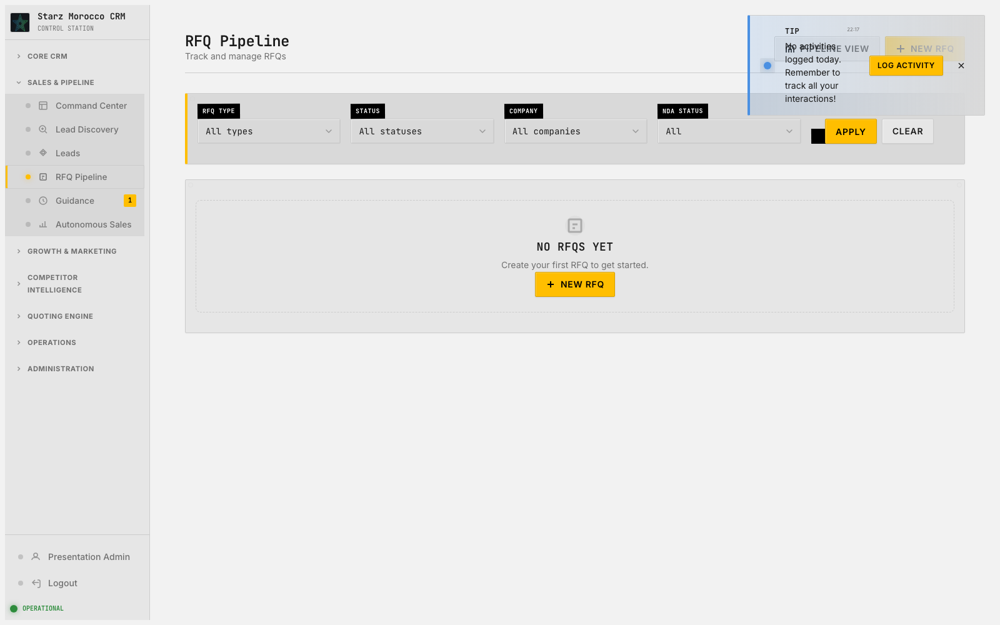 Starz Morocco CRM
CONTROL STATION
CORE CRM
SALES & PIPELINE
Command Center
Lead Discovery
Leads
RFQ Pipeline
Guidance 1
Autonomous Sales
GROWTH & MARKETING
COMPETITOR
INTELLIGENCE
QUOTING ENGINE
OPERATIONS
ADMINISTRATION
Presentation Admin
Logout
OPERATIONAL
RFQ Pipeline
Track and manage RFQs
PIPELINE VIEW
NEW RFQ
TIP 22:17
No activities
logged today.
Remember to
track all your
interactions!
LOG ACTIVITY
RFQ TYPE
All types
STATUS
All statuses
COMPANY
All companies
NDA STATUS
All
APPLY
CLEAR
NO RFQS YET
Create your first RFQ to get started.
NEW RFQ